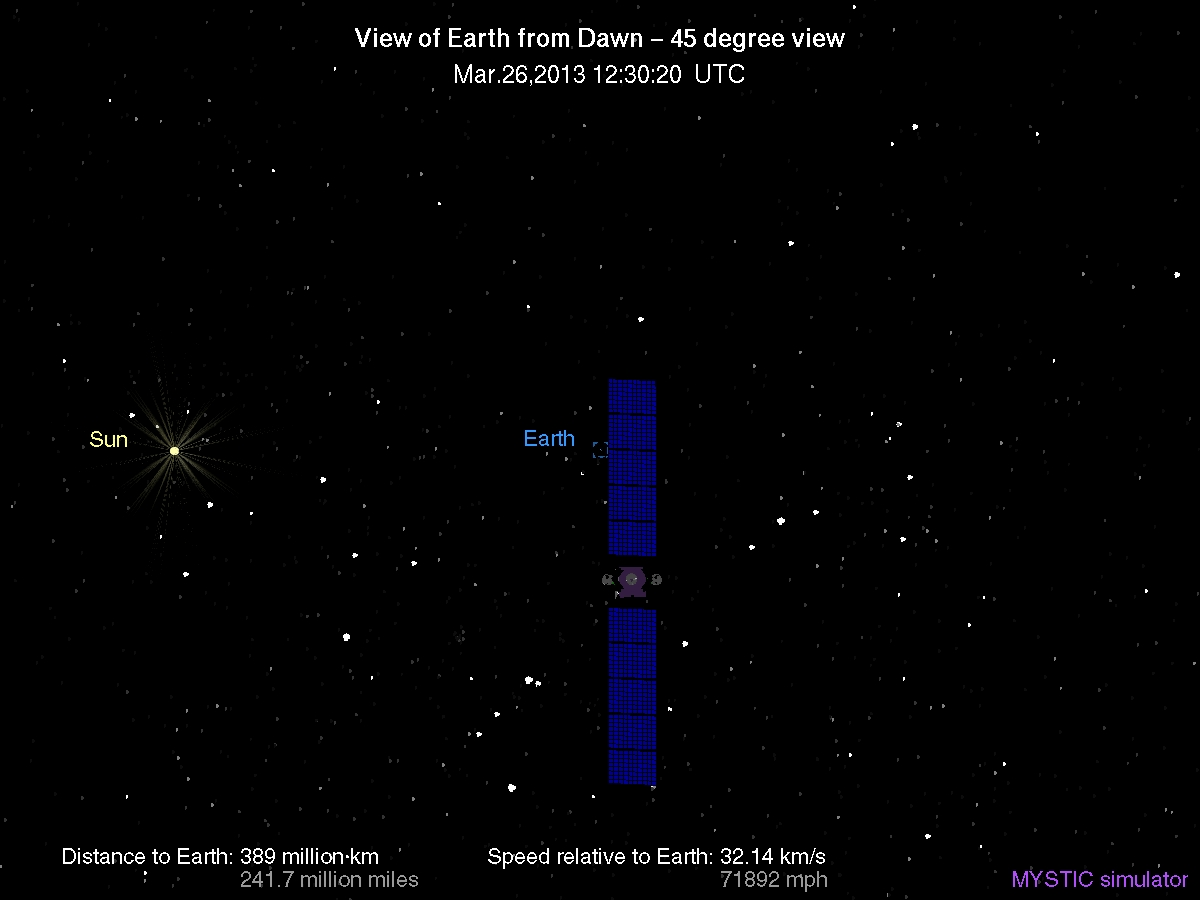 View of Earth from Dawn – 45 degree view
Mar.26,2013 12:30:20 UTC
Sun
Earth
Distance to Earth: 389 million km
241.7 million miles
Speed relative to Earth: 32.14 km/s
71892 mph
MYSTIC simulator